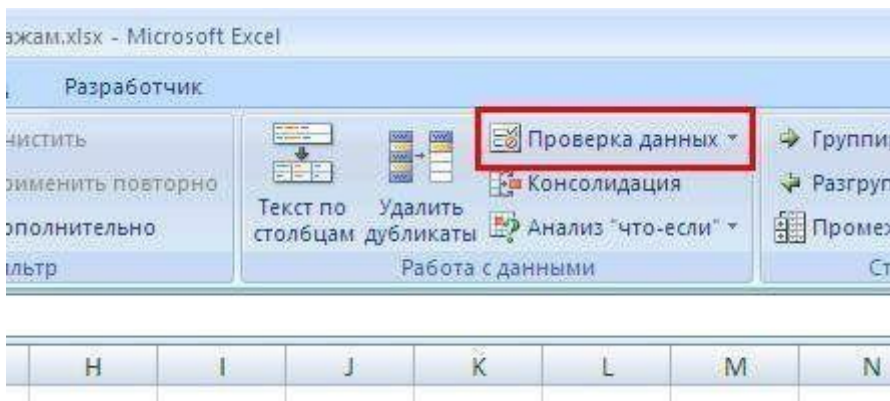 ажам.xlsx - Microsoft Excel
Разработчик
чистить
рименить повторно
ополнительно
ильтр
Текст по столбцам
Удалить дубликаты
Проверка данных
Консолидация
Анализ "что-если"
Работа с данными
Группи
Разгруп
Промеж
Ст
H I J K L M N